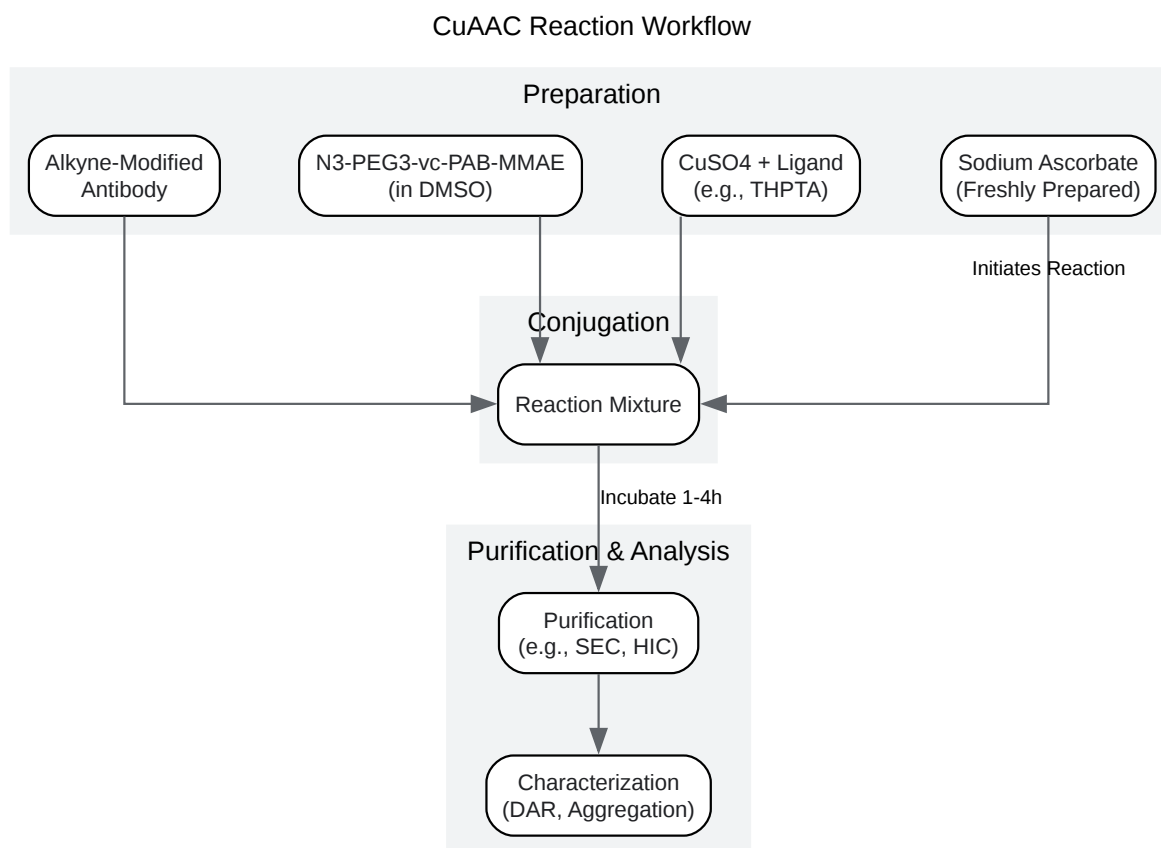 CuAAC Reaction Workflow
Preparation
Alkyne-Modified
Antibody
N3-PEG3-vc-PAB-MMAE
(in DMSO)
CuSO4 + Ligand
(e.g., THPTA)
Sodium Ascorbate
(Freshly Prepared)
Initiates Reaction
Conjugation
Reaction Mixture
Incubate 1-4h
Purification & Analysis
Purification
(e.g., SEC, HIC)
Characterization
(DAR, Aggregation)